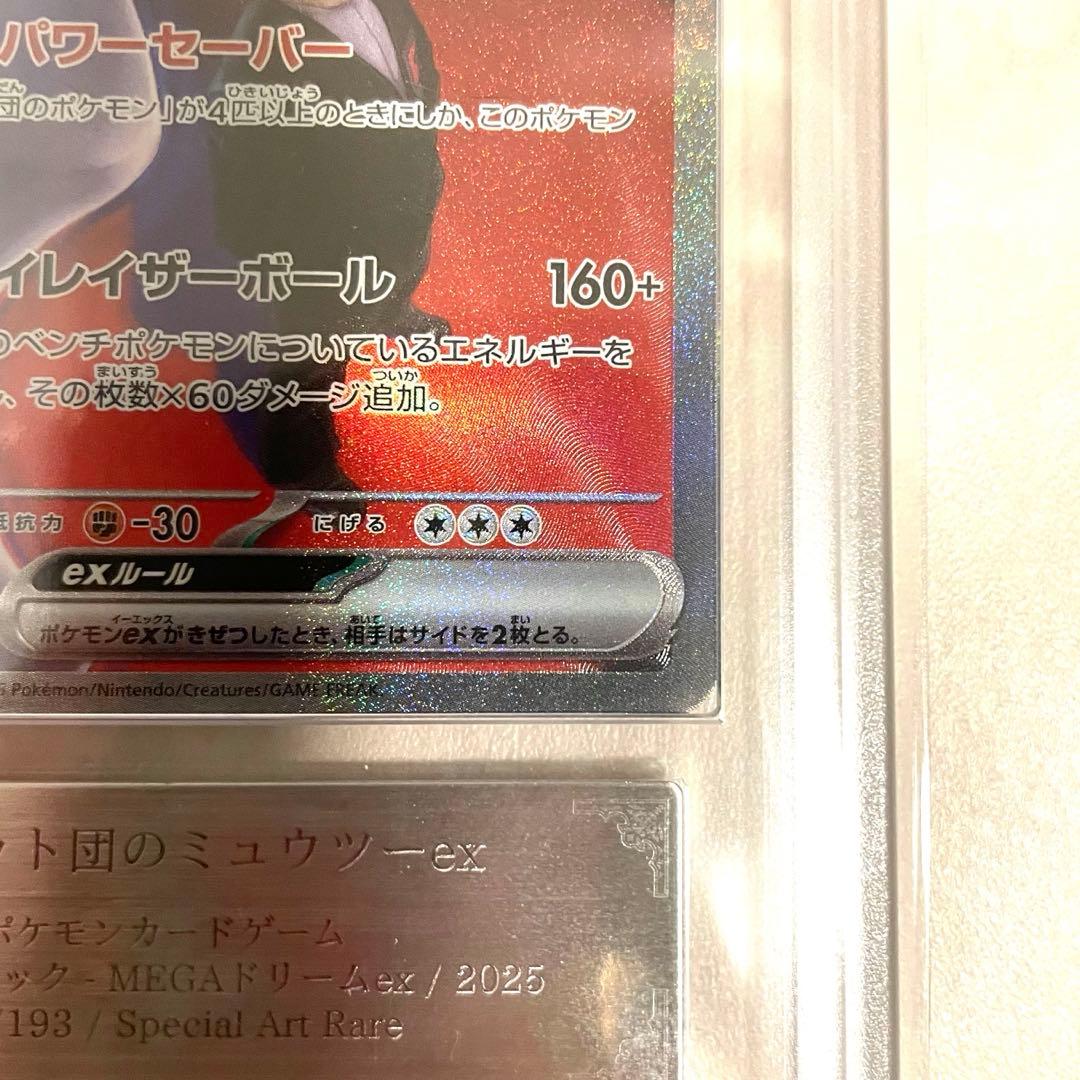 パワーセーバー
団のポケモン」が4匹以上のときにしか、このポケモン
イレイザーボール 160+
のベンチポケモンについているエネルギーを
、その枚数×60ダメージ追加。
抵抗力 -30 にげる
exルール
ポケモンexがきぜつしたとき、相手はサイドを2枚とる。
5 Pokémon/Nintendo/Creatures/GAME FREAK
ット団のミュウツーex
ポケモンカードゲーム
ック - MEGAドリームex / 2025
/193 / Special Art Rare